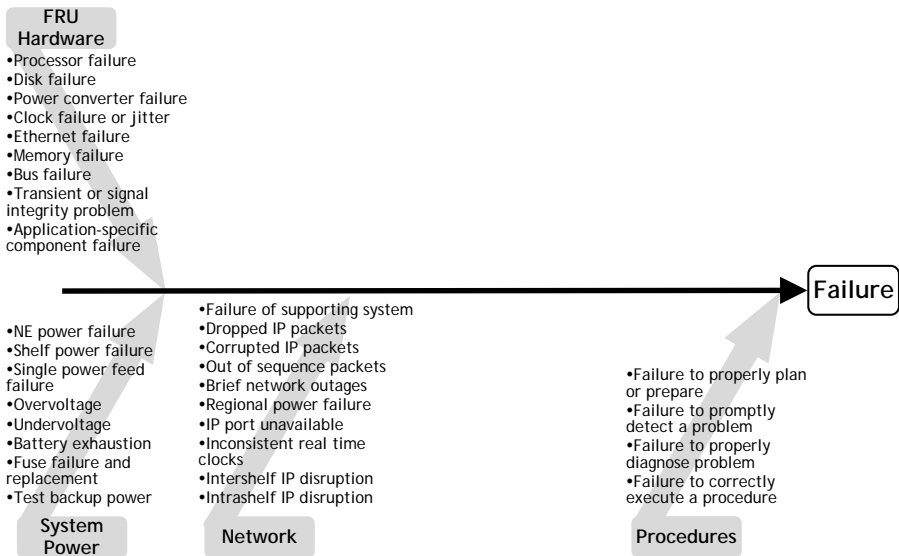 FRU
Hardware
•Processor failure
•Disk failure
•Power converter failure
•Clock failure or jitter
•Ethernet failure
•Memory failure
•Bus failure
•Transient or signal
integrity problem
•Application-specific
component failure
Failure
•NE power failure
•Shelf power failure
•Single power feed
failure
•Overvoltage
•Undervoltage
•Battery exhaustion
•Fuse failure and
replacement
•Test backup power
System
Power
•Failure of supporting system
•Dropped IP packets
•Corrupted IP packets
•Out of sequence packets
•Brief network outages
•Regional power failure
•IP port unavailable
•Inconsistent real time
clocks
•Intershelf IP disruption
•Intrashelf IP disruption
Network
•Failure to properly plan
or prepare
•Failure to promptly
detect a problem
•Failure to properly
diagnose problem
•Failure to correctly
execute a procedure
Procedures